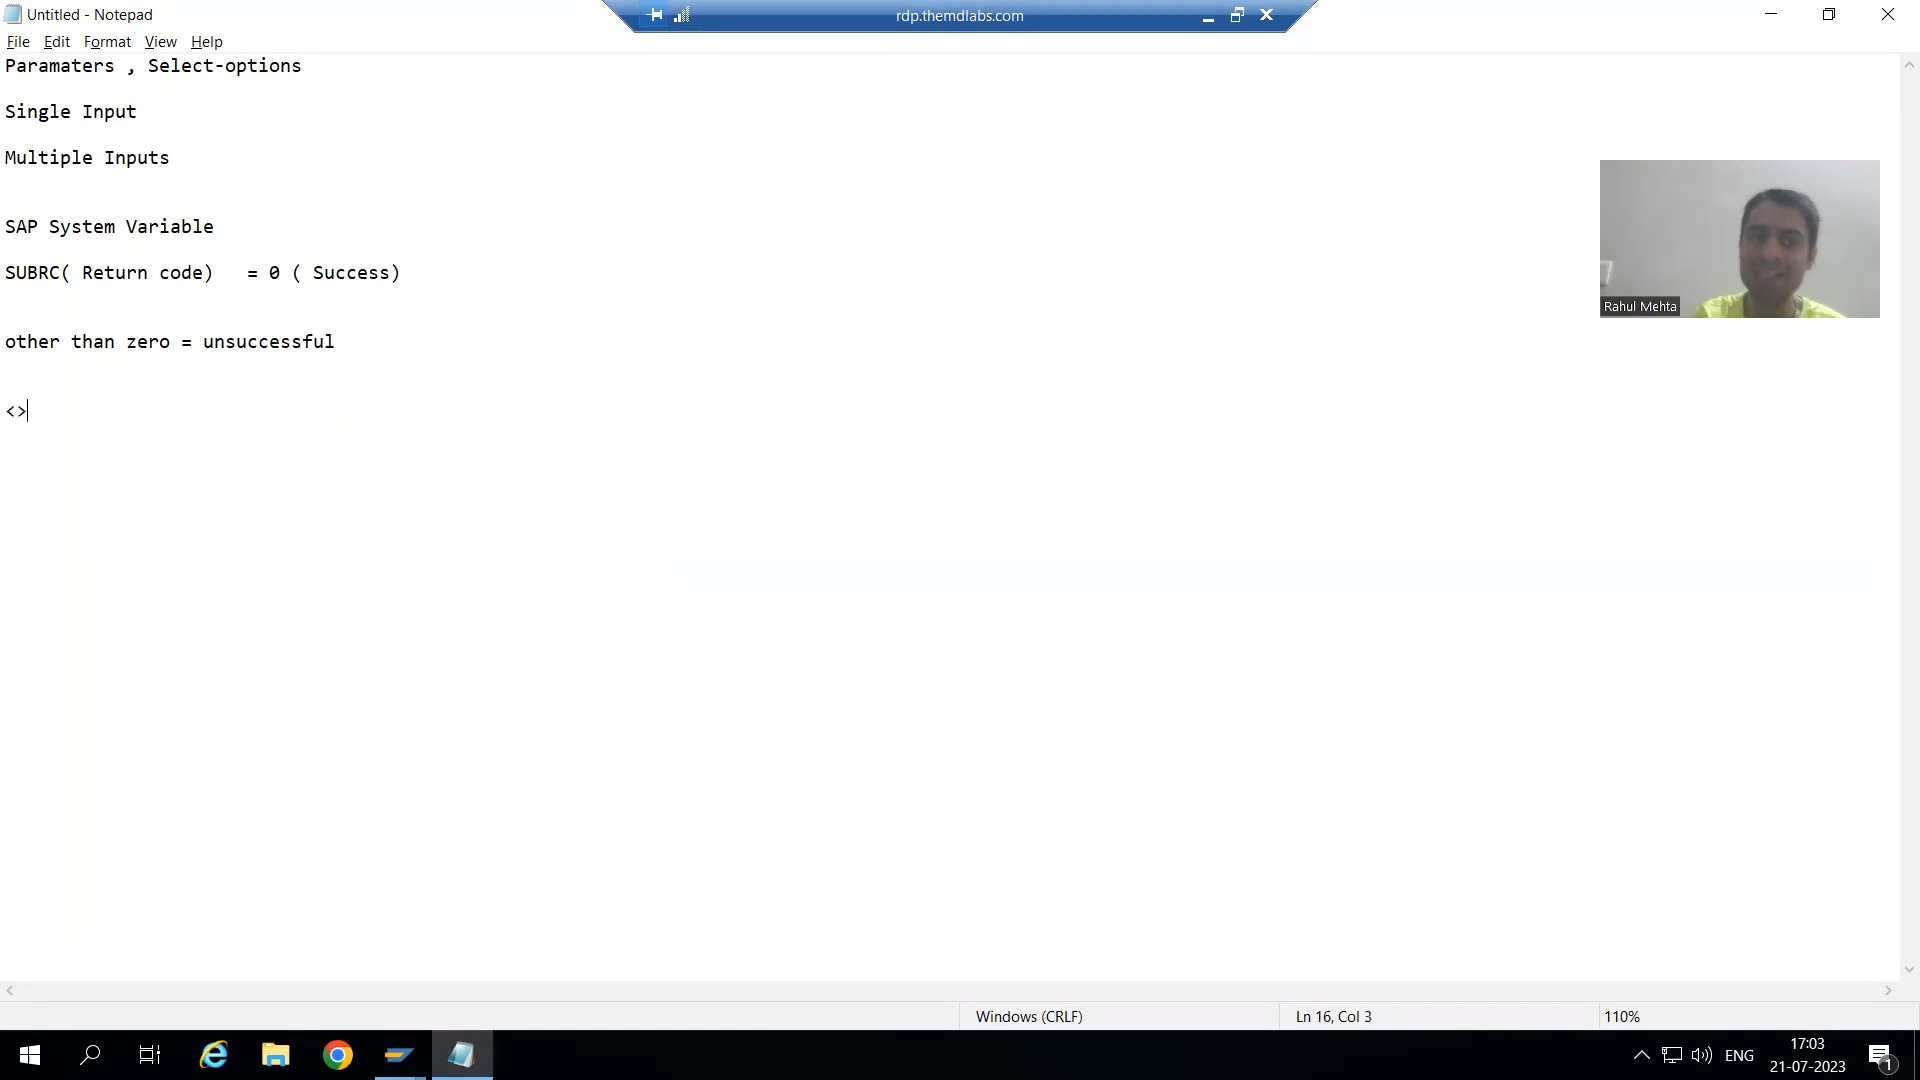 Untitled - Notepad
rdp.themdlabs.com
File Edit Format View Help
Paramaters , Select-options
Single Input
Multiple Inputs
SAP System Variable
SUBRC( Return code)   = 0 ( Success)
other than zero = unsuccessful
<>
Rahul Mehta
Windows (CRLF)
Ln 16, Col 3
110%
ENG
17:03
21-07-2023
1